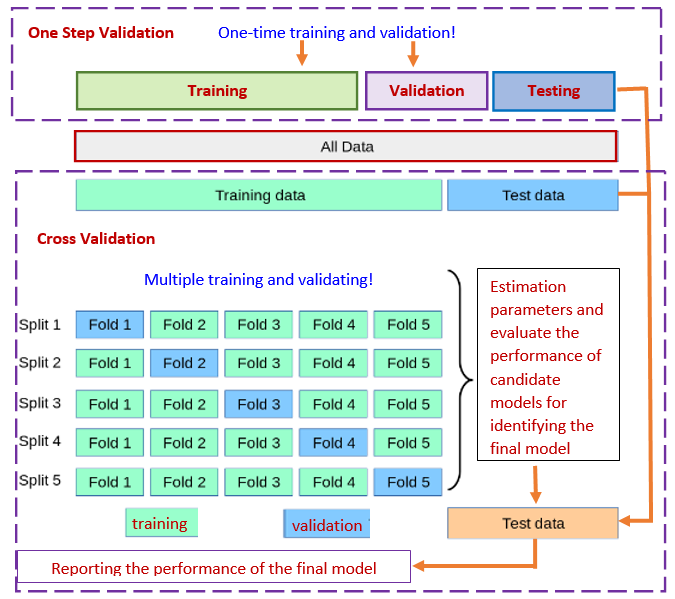 One Step Validation
One-time training and validation!
Training
Validation
Testing
All Data
Training data
Test data
Cross Validation
Multiple training and validating!
Split 1 Fold 1 Fold 2 Fold 3 Fold 4 Fold 5
Split 2 Fold 1 Fold 2 Fold 3 Fold 4 Fold 5
Split 3 Fold 1 Fold 2 Fold 3 Fold 4 Fold 5
Split 4 Fold 1 Fold 2 Fold 3 Fold 4 Fold 5
Split 5 Fold 1 Fold 2 Fold 3 Fold 4 Fold 5
Estimation
parameters and
evaluate the
performance of
candidate
models for
identifying the
final model
training
validation
Test data
Reporting the performance of the final model